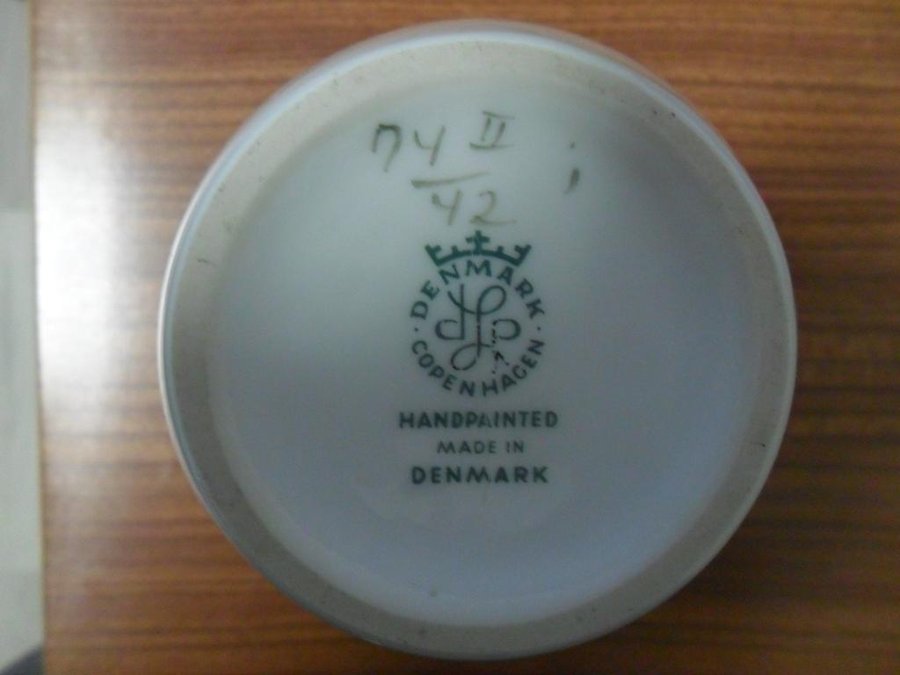 74 II
42
DENMARK
COPENHAGEN
HANDPAINTED
MADE IN
DENMARK